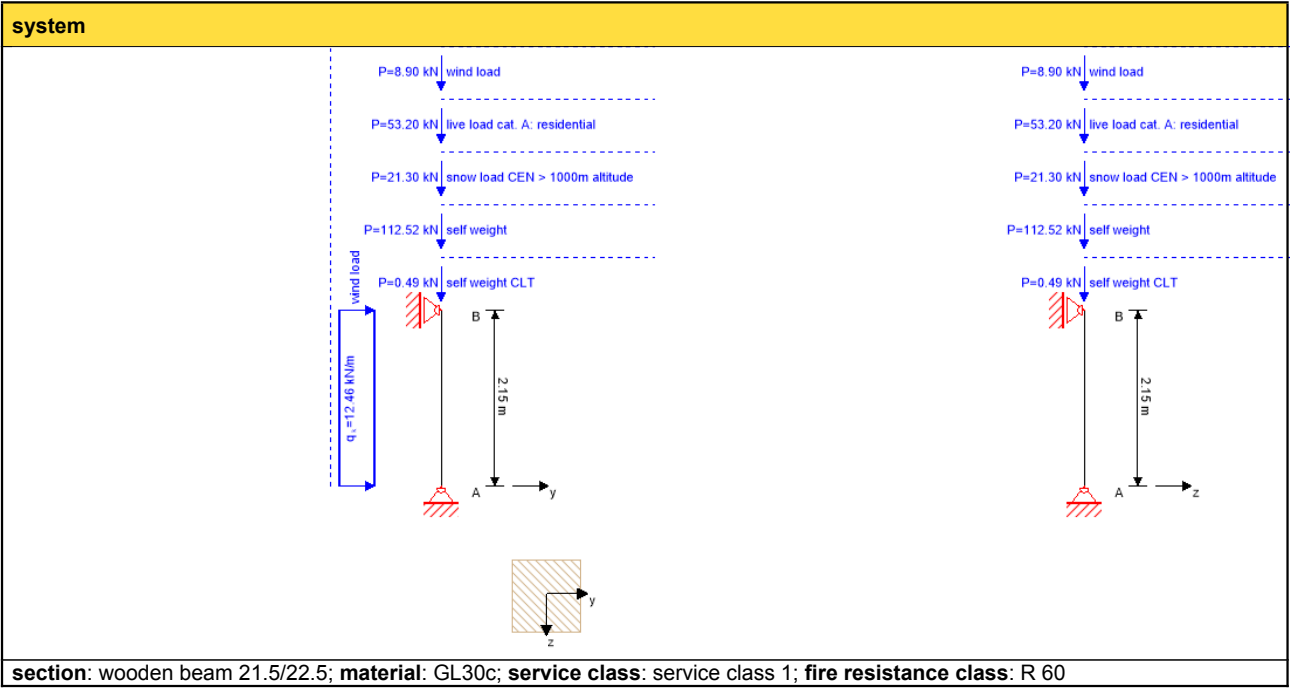 system
P=8.90 kN wind load
P=8.90 kN wind load
P=53.20 kN live load cat. A: residential
P=53.20 kN live load cat. A: residential
P=21.30 kN snow load CEN > 1000m altitude
P=21.30 kN snow load CEN > 1000m altitude
P=112.52 kN self weight
P=112.52 kN self weight
wind load
P=0.49 kN self weight CLT
P=0.49 kN self weight CLT
B
B
qk=12.46 kN/m
2.15 m
2.15 m
A
y
A
z
y
z
section: wooden beam 21.5/22.5; material: GL30c; service class: service class 1; fire resistance class: R 60